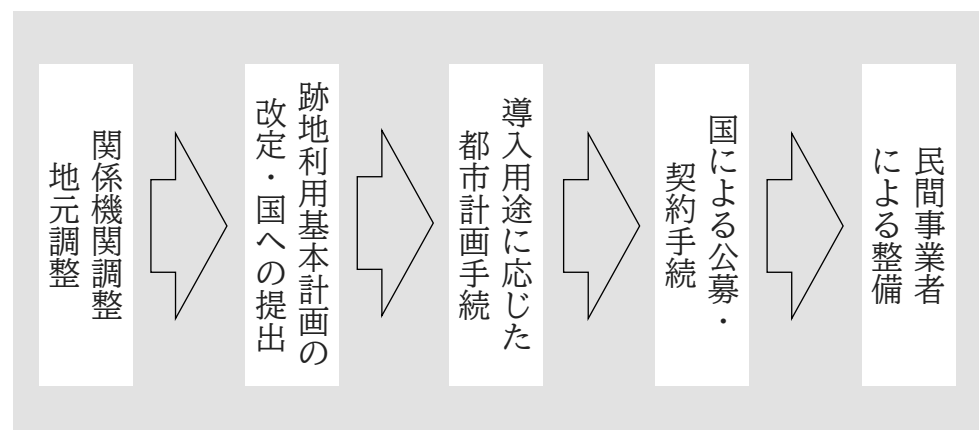 関係機関調整
地元調整
跡地利用基本計画の
改定・国への提出
導入用途に応じた
都市計画手続
国による公募・
契約手続
民間事業者
による整備